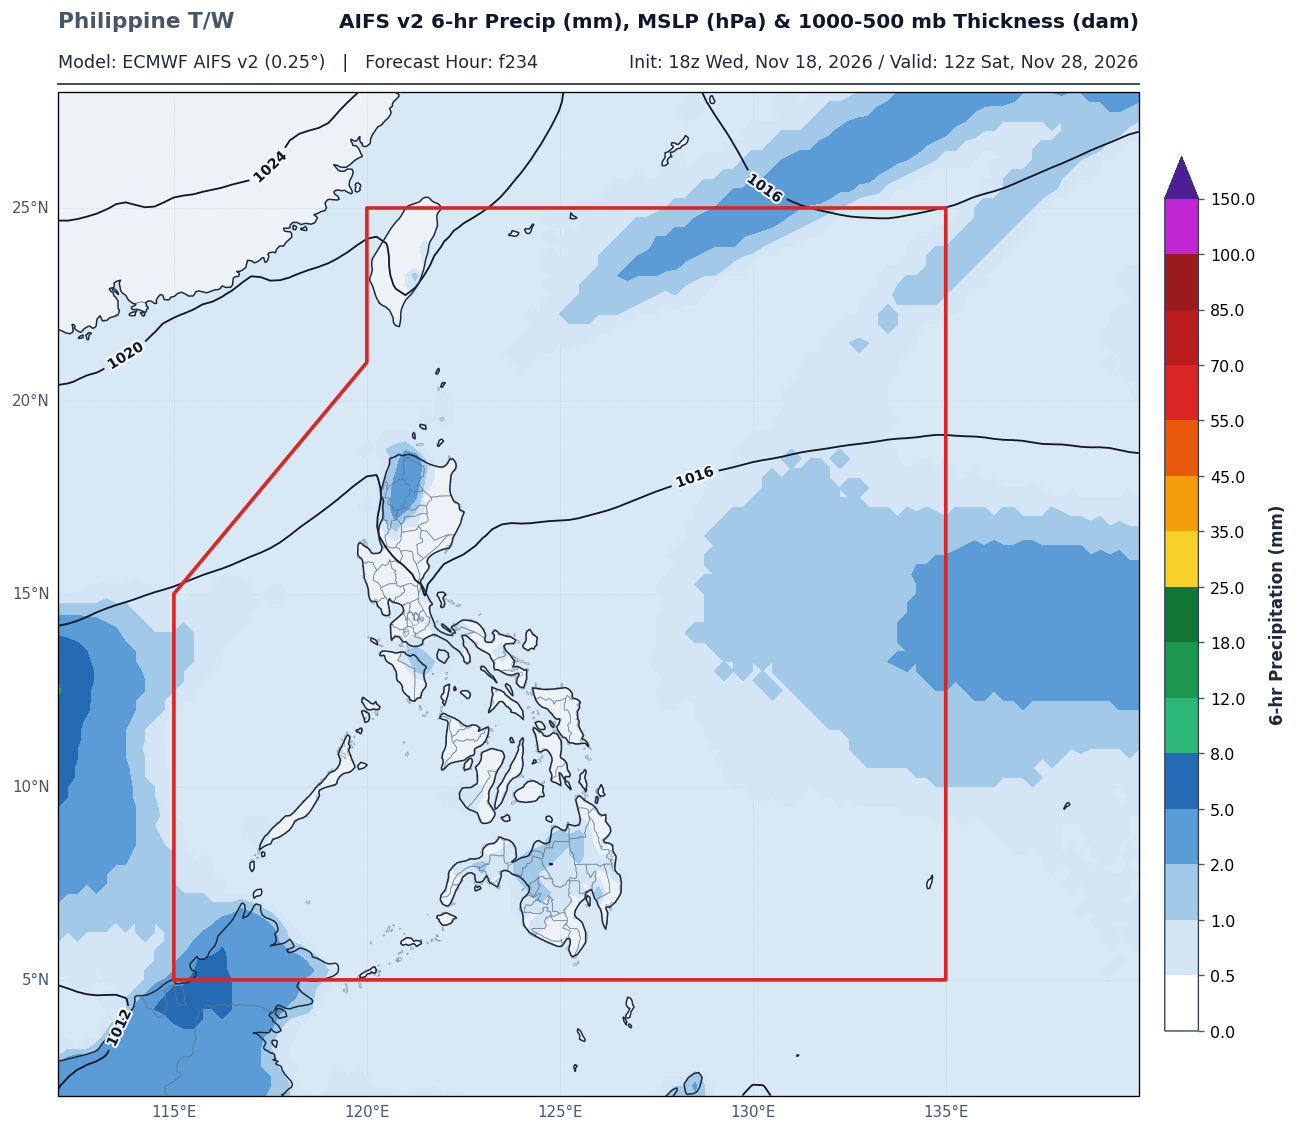 Philippine T/W
AIFS v2 6-hr Precip (mm), MSLP (hPa) & 1000-500 mb Thickness (dam)
Model: ECMWF AIFS v2 (0.25°) | Forecast Hour: f234
Init: 18z Wed, Nov 18, 2026 / Valid: 12z Sat, Nov 28, 2026
1024
1016
1020
1016
1012
25°N
20°N
15°N
10°N
5°N
115°E
120°E
125°E
130°E
135°E
150.0
100.0
85.0
70.0
55.0
45.0
35.0
25.0
18.0
12.0
8.0
5.0
2.0
1.0
0.5
0.0
6-hr Precipitation (mm)